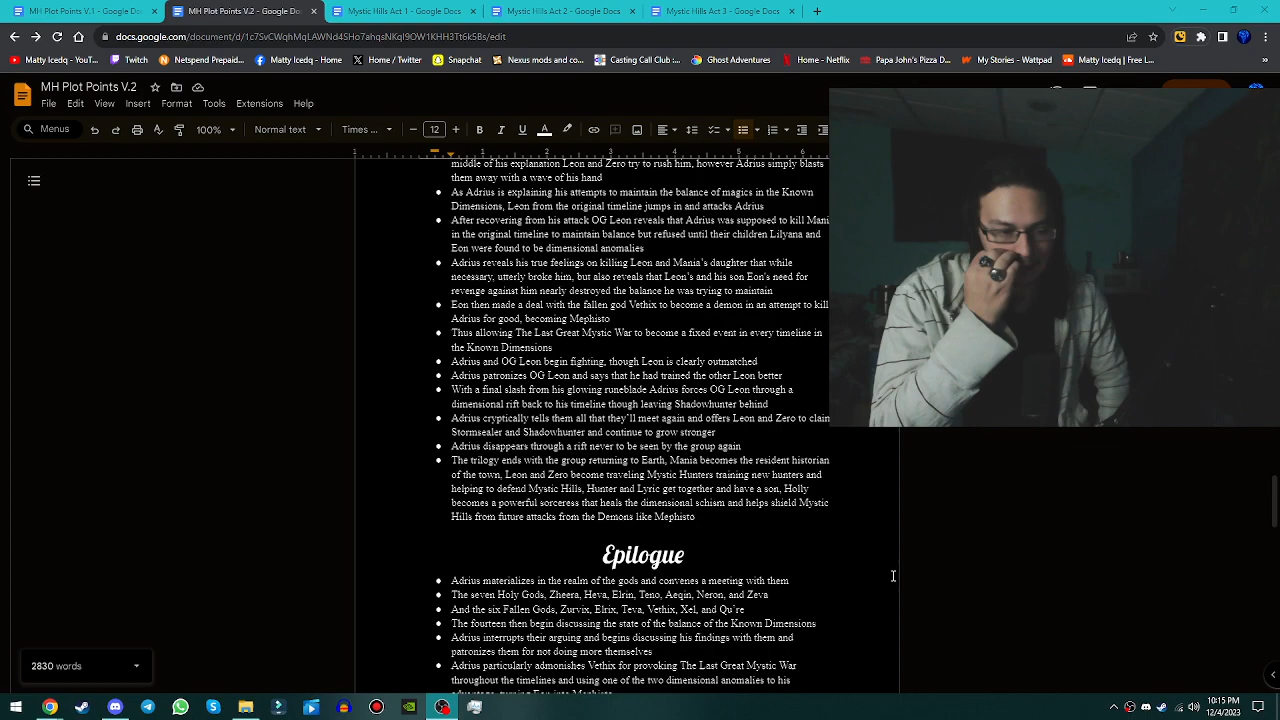 MH Plot Points V.1 - Google Docs
MH Plot Points V.2 - Google Docs
Mystic Hills Act 1 - Google Docs
Mystic Hills Act 2 - Google Docs
Mystic Hills Act 3 - Google Docs
docs.google.com/document/d/1c7SvCWqhMqLAWNd4SHo7ahqsNKqI9OW1KHH3Tt6k5Bs/edit
Matty Icedq - YouT...
Twitch
Netspend Prepaid...
Matty Icedq - Home
Home / Twitter
Snapchat
Nexus mods and co...
Casting Call Club :...
Ghost Adventures
Home - Netflix
Papa John's Pizza D...
My Stories - Wattpad
Matty Icedq | Free L...
MH Plot Points V.2
File Edit View Insert Format Tools Extensions Help
Menus 100% Normal text Times ... 12
1 1 2 3 4 5 6
middle of his explanation Leon and Zero try to rush him, however Adrius simply blasts
them away with a wave of his hand
● As Adrius is explaining his attempts to maintain the balance of magics in the Known
Dimensions, Leon from the original timeline jumps in and attacks Adrius
● After recovering from his attack OG Leon reveals that Adrius was supposed to kill Mani
in the original timeline to maintain balance but refused until their children Lilyana and
Eon were found to be dimensional anomalies
● Adrius reveals his true feelings on killing Leon and Mania's daughter that while
necessary, utterly broke him, but also reveals that Leon's and his son Eon's need for
revenge against him nearly destroyed the balance he was trying to maintain
● Eon then made a deal with the fallen god Vethix to become a demon in an attempt to kill
Adrius for good, becoming Mephisto
● Thus allowing The Last Great Mystic War to become a fixed event in every timeline in
the Known Dimensions
● Adrius and OG Leon begin fighting, though Leon is clearly outmatched
● Adrius patronizes OG Leon and says that he had trained the other Leon better
● With a final slash from his glowing runeblade Adrius forces OG Leon through a
dimensional rift back to his timeline though leaving Shadowhunter behind
● Adrius cryptically tells them all that they'll meet again and offers Leon and Zero to claim
Stormsealer and Shadowhunter and continue to grow stronger
● Adrius disappears through a rift never to be seen by the group again
● The trilogy ends with the group returning to Earth, Mania becomes the resident historian
of the town, Leon and Zero become traveling Mystic Hunters training new hunters and
helping to defend Mystic Hills, Hunter and Lyric get together and have a son, Holly
becomes a powerful sorceress that heals the dimensional schism and helps shield Mystic
Hills from future attacks from the Demons like Mephisto
Epilogue
● Adrius materializes in the realm of the gods and convenes a meeting with them
● The seven Holy Gods, Zheera, Heva, Elrin, Teno, Aeqin, Neron, and Zeva
● And the six Fallen Gods, Zurvix, Elrix, Teva, Vethix, Xel, and Qu're
● The fourteen then begin discussing the state of the balance of the Known Dimensions
● Adrius interrupts their arguing and begins discussing his findings with them and
patronizes them for not doing more themselves
● Adrius particularly admonishes Vethix for provoking The Last Great Mystic War
throughout the timelines and using one of the two dimensional anomalies to his
advantage, turning Eon into Mephisto
2830 words
10:15 PM
12/4/2023